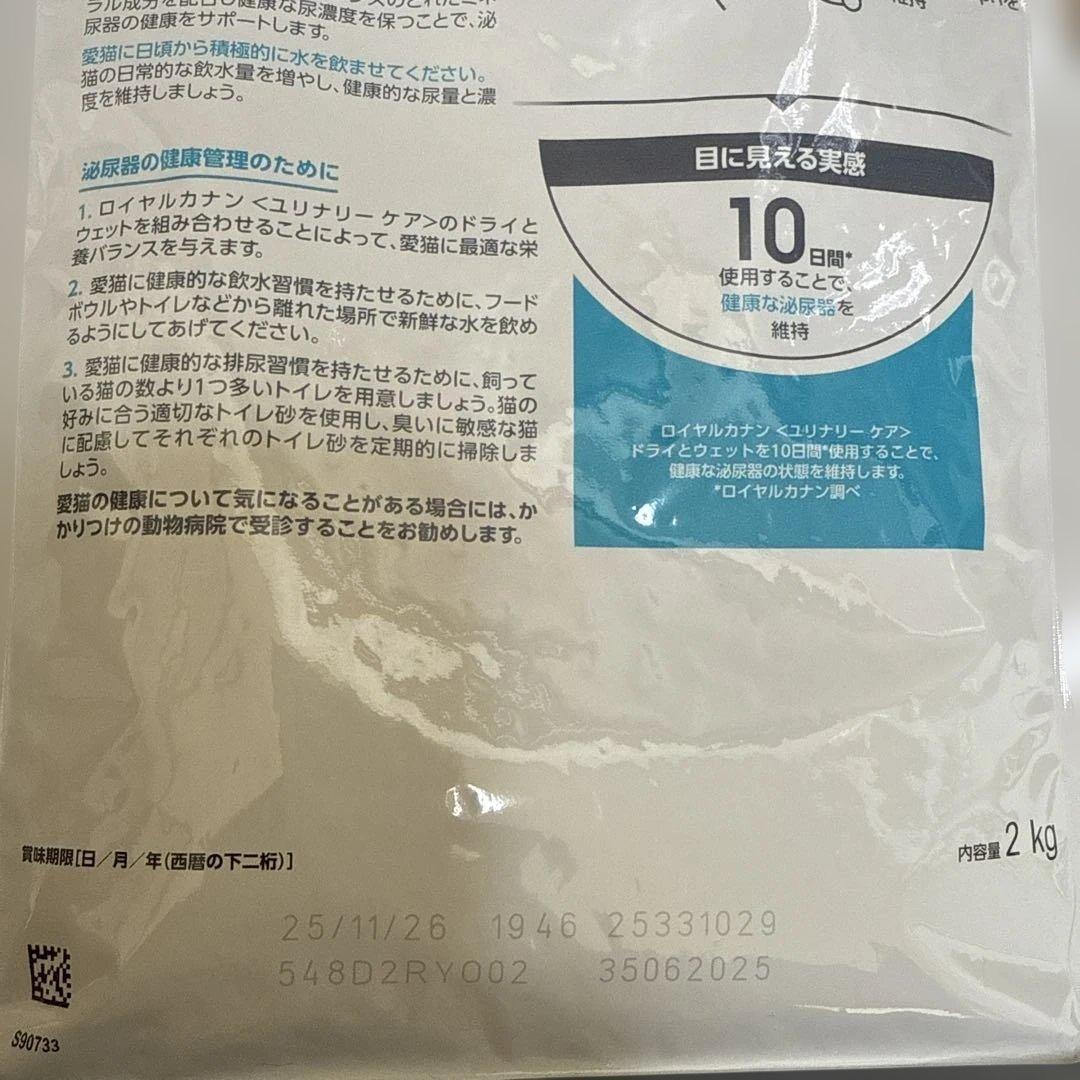 ラル成分を配合し健康な尿濃度を保つことで、泌
尿器の健康をサポートします。
愛猫に日頃から積極的に水を飲ませてください。
猫の日常的な飲水量を増やし、健康的な尿量と濃
度を維持しましょう。
泌尿器の健康管理のために
1. ロイヤルカナン <ユリナリー ケア>のドライと
ウェットを組み合わせることによって、愛猫に最適な栄
養バランスを与えます。
2. 愛猫に健康的な飲水習慣を持たせるために、フード
ボウルやトイレなどから離れた場所で新鮮な水を飲め
るようにしてあげてください。
3. 愛猫に健康的な排尿習慣を持たせるために、飼って
いる猫の数より1つ多いトイレを用意しましょう。猫の
好みに合う適切なトイレ砂を使用し、臭いに敏感な猫
に配慮してそれぞれのトイレ砂を定期的に掃除しま
しょう。
愛猫の健康について気になることがある場合には、か
かりつけの動物病院で受診することをお勧めします。
維持
目に見える実感
10日間*
使用することで、
健康な泌尿器を
維持
ロイヤルカナン <ユリナリー ケア>
ドライとウェットを10日間*使用することで、
健康な泌尿器の状態を維持します。
*ロイヤルカナン調べ
賞味期限[日/月/年(西暦の下二桁)]
内容量 2 kg
25/11/26 1946 25331029
548D2RYO02 35062025
S90733